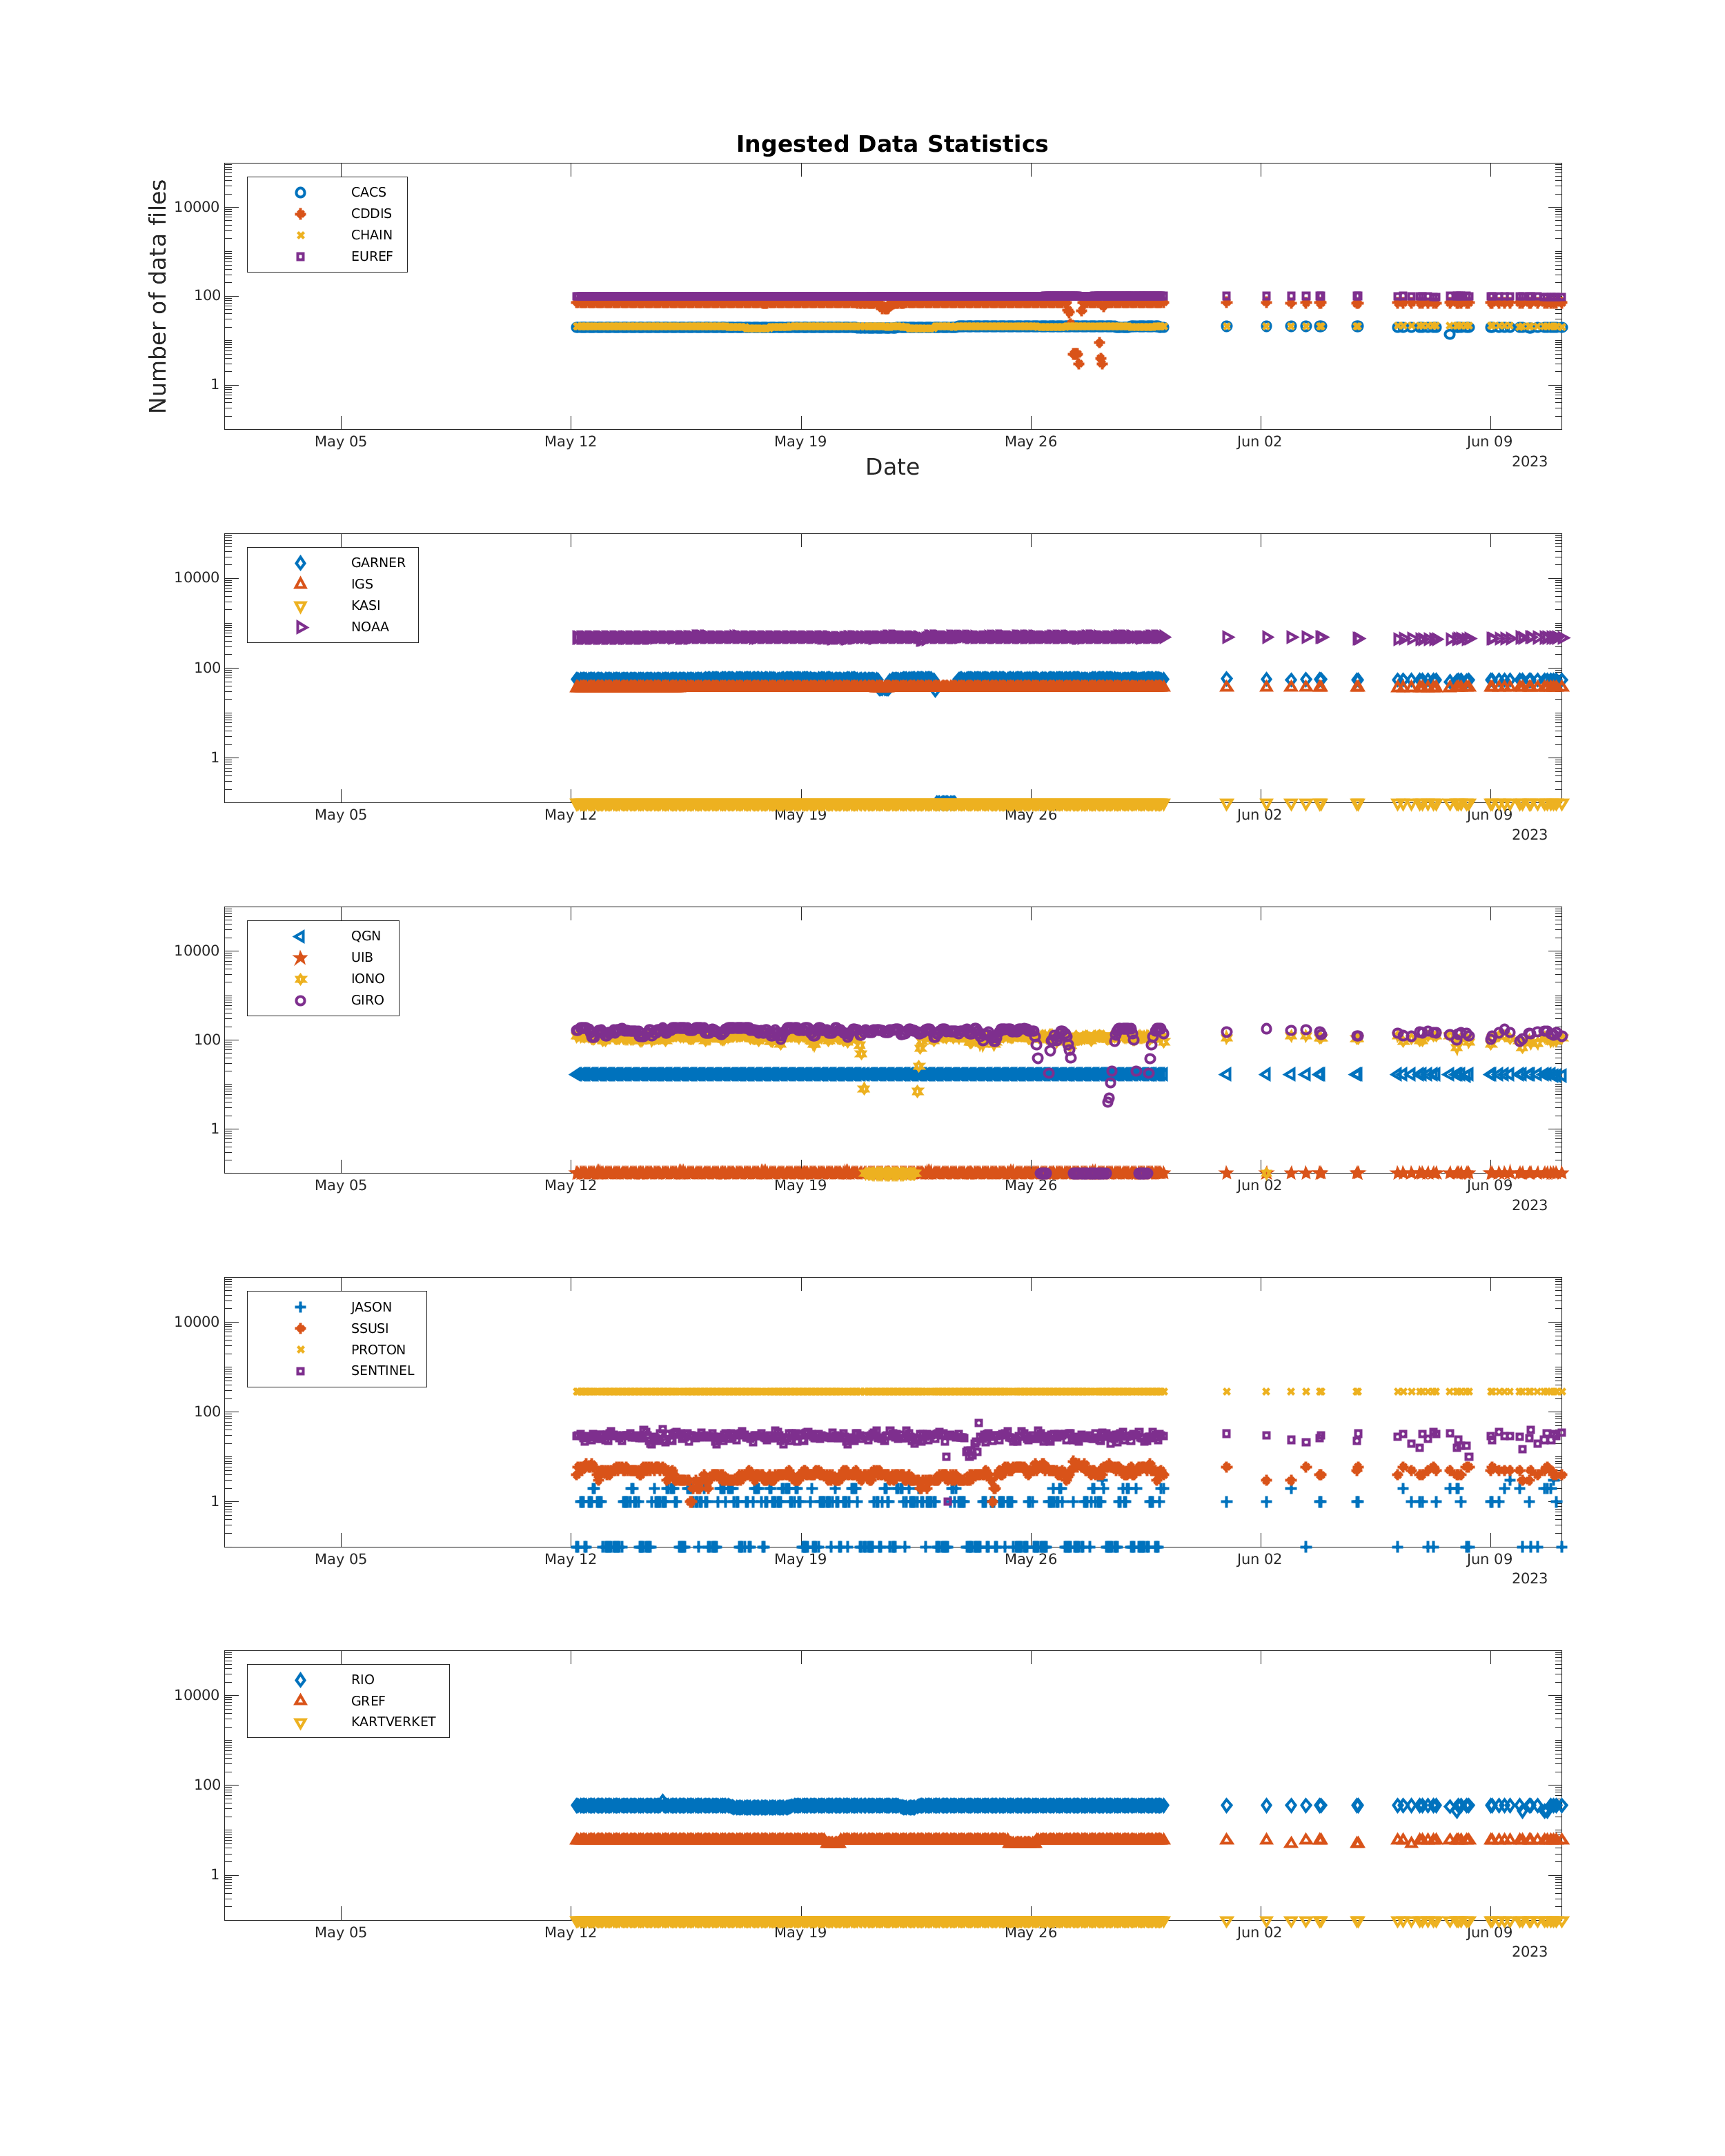 Ingested Data Statistics
Number of data files
10000
100
1
CACS
CDDIS
CHAIN
EUREF
May 05 May 12 May 19 May 26 Jun 02 Jun 09
2023
Date
10000
100
1
GARNER
IGS
KASI
NOAA
May 05 May 12 May 19 May 26 Jun 02 Jun 09
2023
10000
100
1
QGN
UIB
IONO
GIRO
May 05 May 12 May 19 May 26 Jun 02 Jun 09
2023
10000
100
1
JASON
SSUSI
PROTON
SENTINEL
May 05 May 12 May 19 May 26 Jun 02 Jun 09
2023
10000
100
1
RIO
GREF
KARTVERKET
May 05 May 12 May 19 May 26 Jun 02 Jun 09
2023